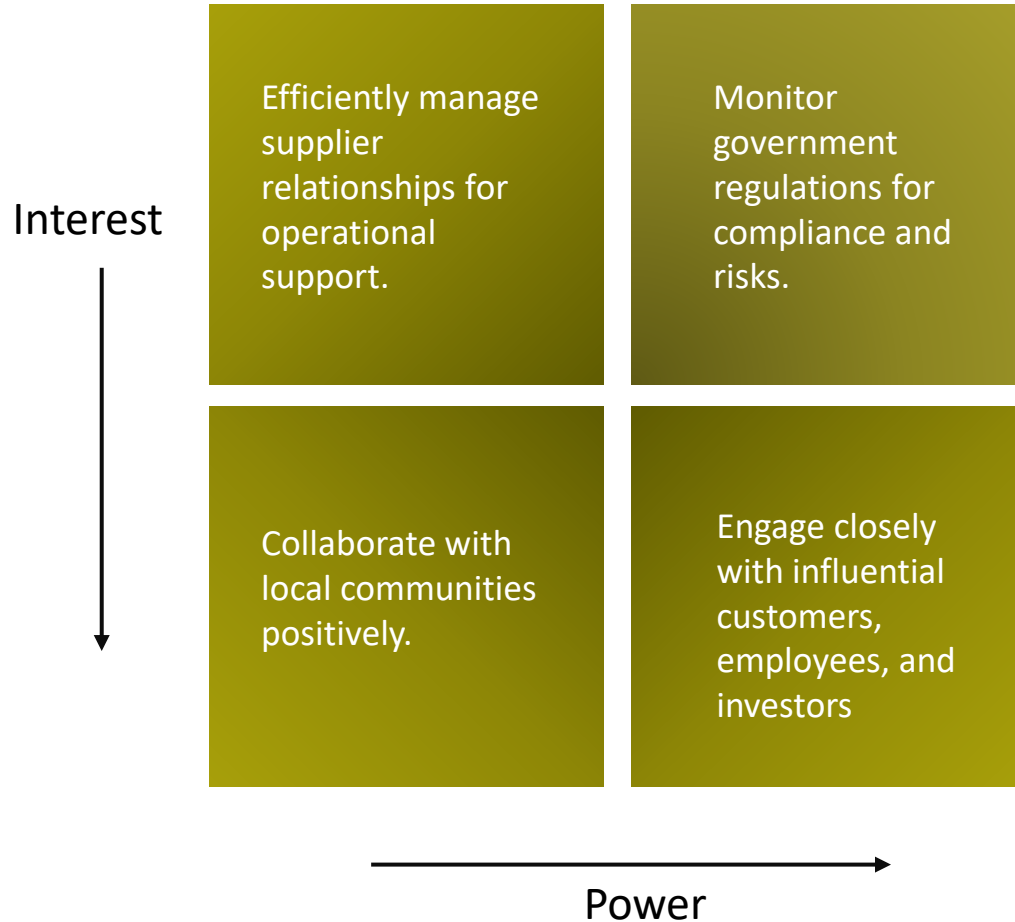 Efficiently manage
supplier
relationships for
operational
support.
Monitor
government
regulations for
compliance and
risks.
Interest
Collaborate with
local communities
positively.
Engage closely
with influential
customers,
employees, and
investors
Power